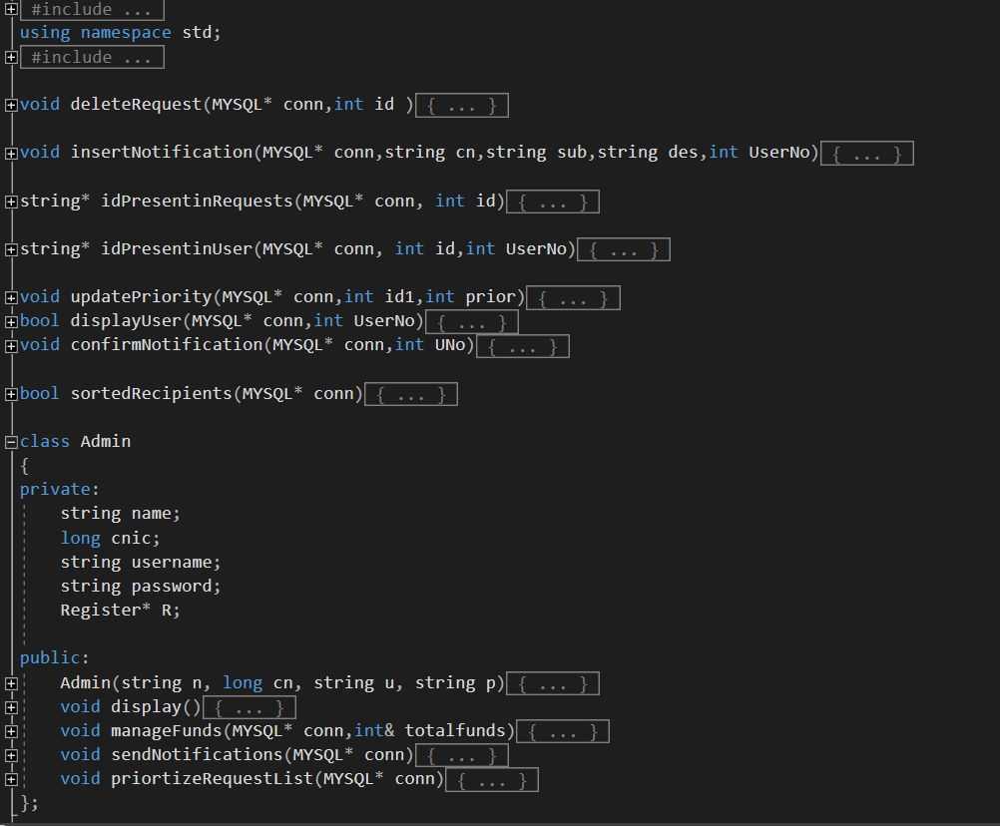 #include ...
using namespace std;
#include ...
void deleteRequest(MYSQL* conn,int id ){ ... }
void insertNotification(MYSQL* conn,string cn,string sub,string des,int UserNo){ ... }
string* idPresentinRequests(MYSQL* conn, int id){ ... }
string* idPresentinUser(MYSQL* conn, int id,int UserNo){ ... }
void updatePriority(MYSQL* conn,int id1,int prior){ ... }
bool displayUser(MYSQL* conn,int UserNo){ ... }
void confirmNotification(MYSQL* conn,int UNo){ ... }
bool sortedRecipients(MYSQL* conn){ ... }
class Admin
{
private:
string name;
long cnic;
string username;
string password;
Register* R;
public:
Admin(string n, long cn, string u, string p){ ... }
void display(){ ... }
void manageFunds(MYSQL* conn,int& totalfunds){ ... }
void sendNotifications(MYSQL* conn){ ... }
void priortizeRequestList(MYSQL* conn){ ... }
};